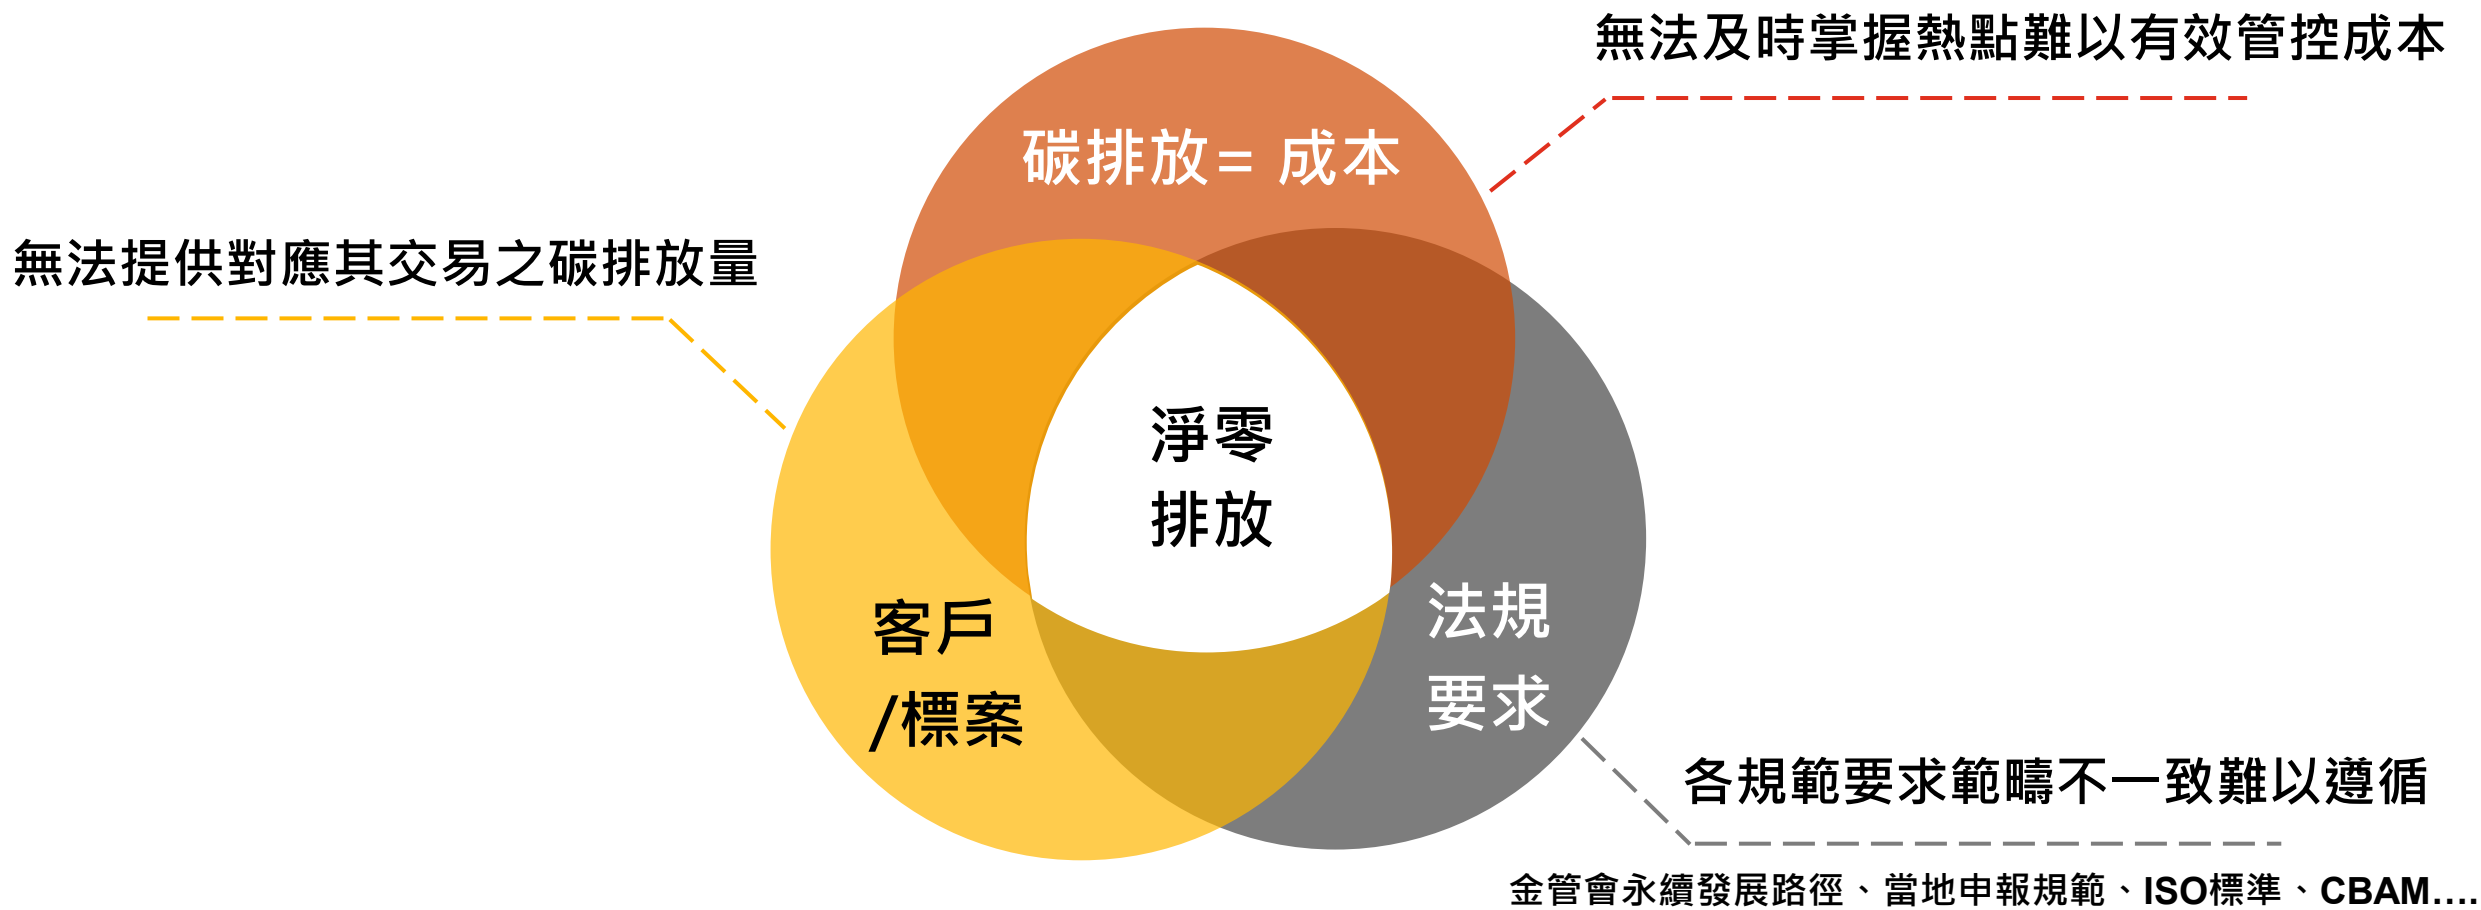 無法及時掌握熱點難以有效管控成本
碳排放= 成本
無法提供對應其交易之碳排放量
淨零
排放
客戶
/標案
法規
要求
各規範要求範疇不一致難以遵循
金管會永續發展路徑、當地申報規範、ISO標準、CBAM….